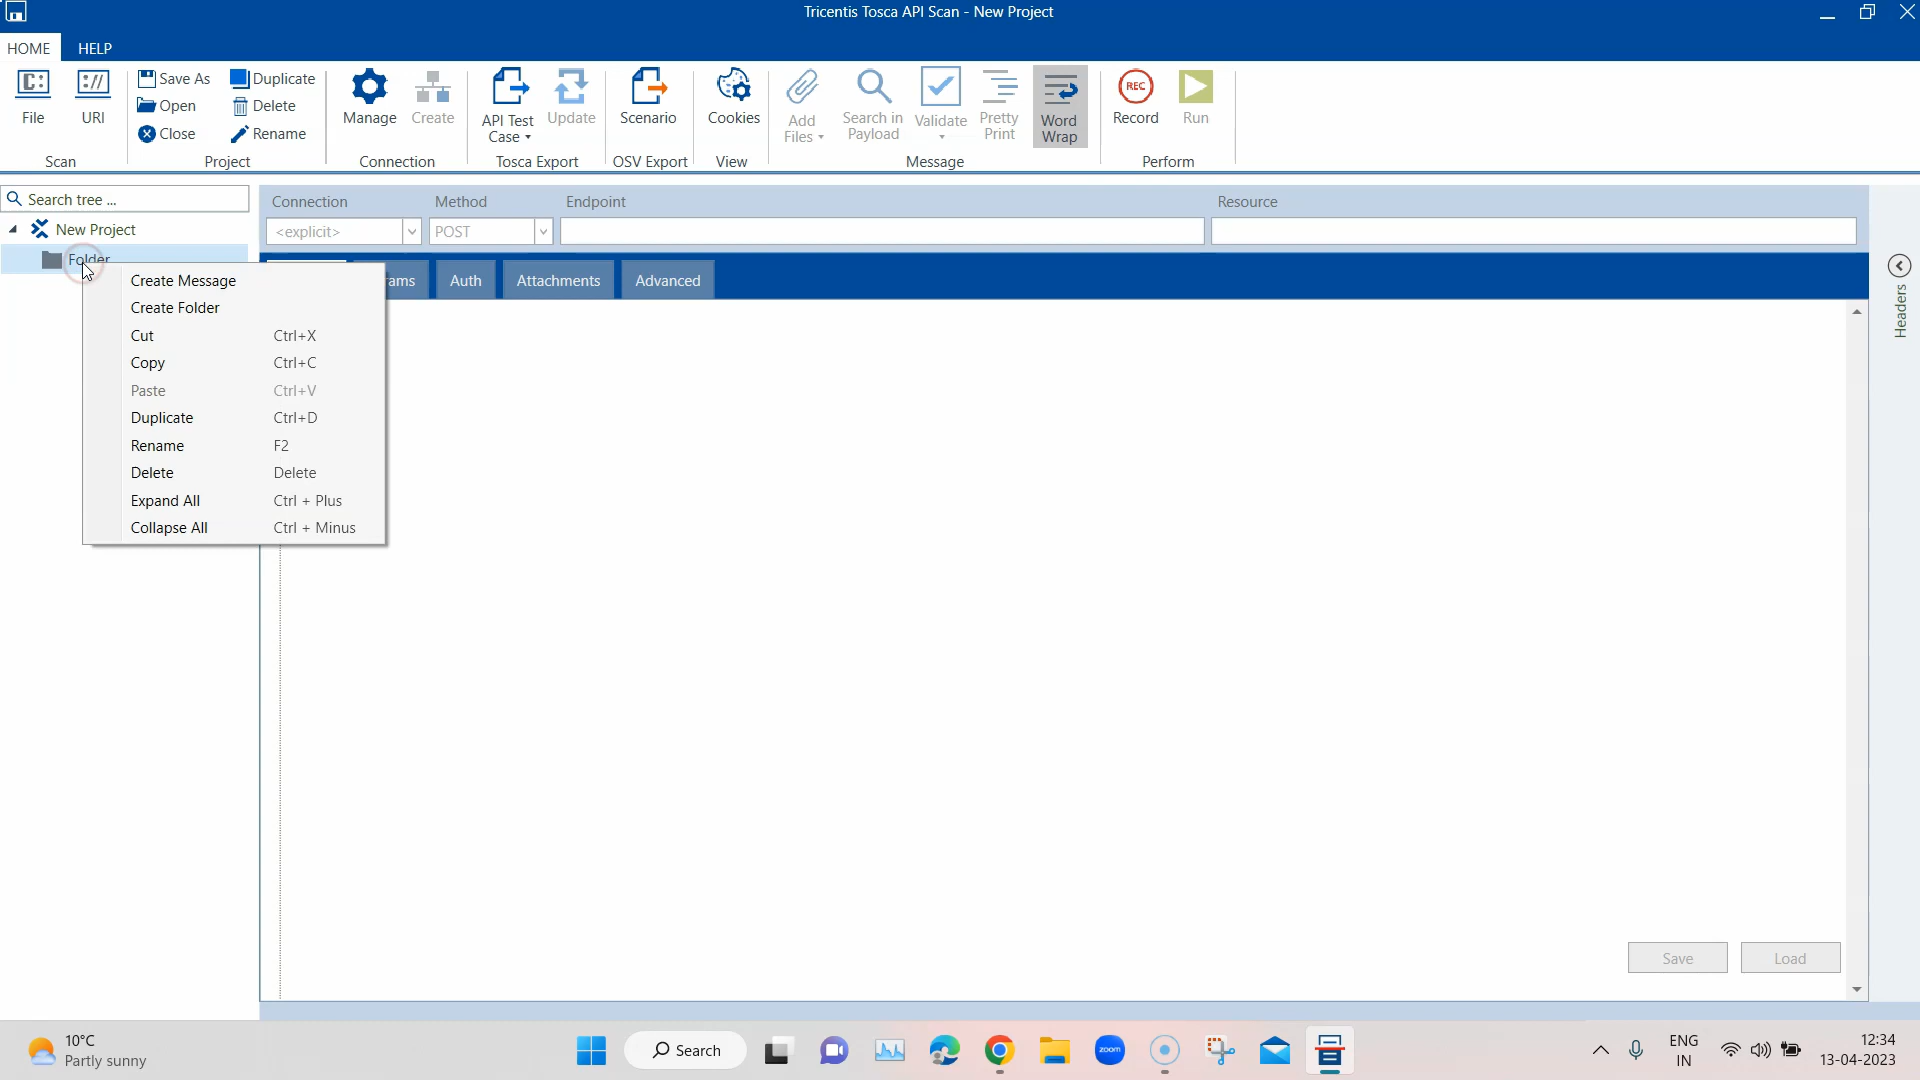 Tricentis Tosca API Scan - New Project
HOME HELP
C: :// Save As Duplicate REC
File URI Open Delete Manage Create API Test Case Update Scenario Cookies Add Files Search in Payload Validate Pretty Print Word Wrap Record Run
Close Rename
Scan Project Connection Tosca Export OSV Export View Message Perform
Search tree ...
Connection Method Endpoint Resource
New Project
<explicit> POST
Folder
Create Message
rams Auth Attachments Advanced
Headers
Create Folder
Cut Ctrl+X
Copy Ctrl+C
Paste Ctrl+V
Duplicate Ctrl+D
Rename F2
Delete Delete
Expand All Ctrl + Plus
Collapse All Ctrl + Minus
Save Load
10°C
Partly sunny
Search
zoom
ENG
IN
12:34
13-04-2023